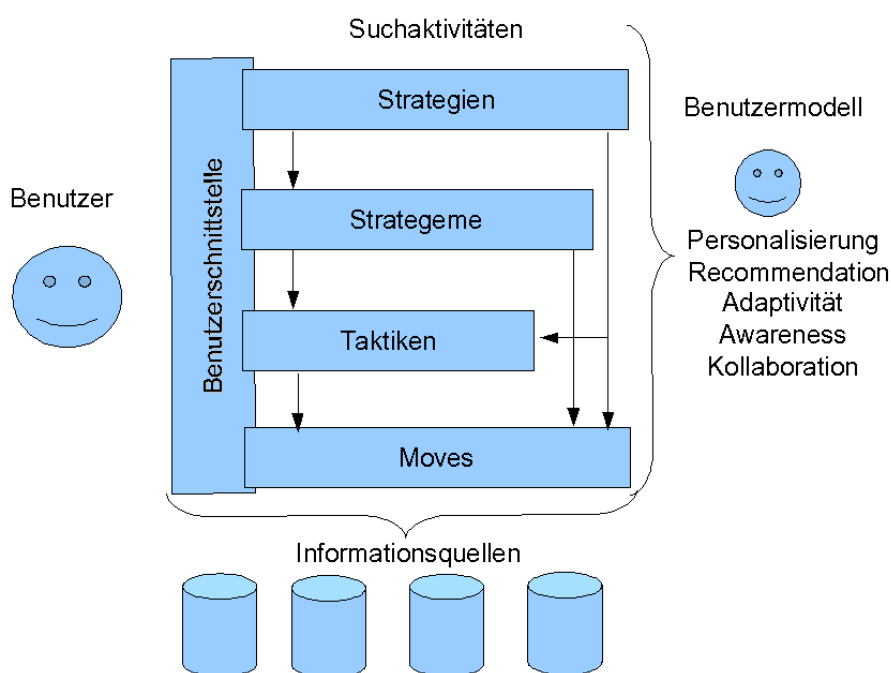 Suchaktivitäten
Strategien
Benutzermodell
Benutzer
Benutzerschnittstelle
Strategeme
Personalisierung
Recommendation
Adaptivität
Awareness
Kollaboration
Taktiken
Moves
Informationsquellen